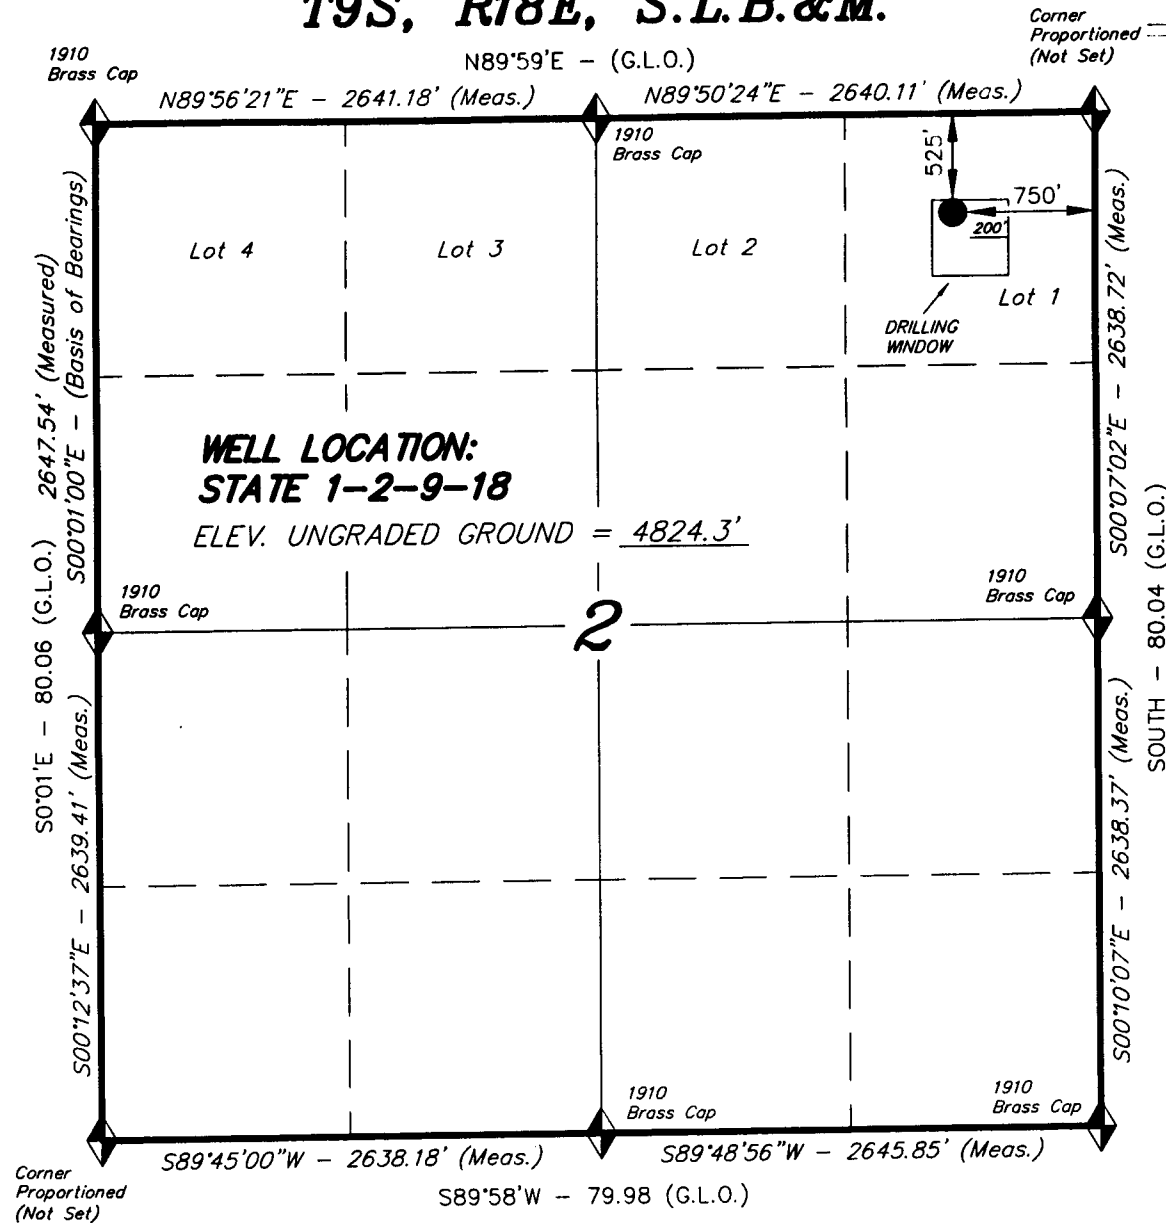 T9S, R18E, S.L.B.&M.
Corner
Proportioned
(Not Set)
1910
Brass Cap
N89°59'E - (G.L.O.)
N89°56'21"E - 2641.18' (Meas.)
N89°50'24"E - 2640.11' (Meas.)
1910
Brass Cap
525'
750'
200'
Lot 4
Lot 3
Lot 2
Lot 1
DRILLING
WINDOW
S0°01'E - 80.06 (G.L.O.)
2647.54' (Measured)
S00°01'00"E - (Basis of Bearings)
S00°07'02"E - 2638.72' (Meas.)
WELL LOCATION:
STATE 1-2-9-18
ELEV. UNGRADED GROUND = 4824.3'
SOUTH - 80.04 (G.L.O.)
1910
Brass Cap
2
1910
Brass Cap
S00°12'37"E - 2639.41' (Meas.)
S00°10'07"E - 2638.37' (Meas.)
1910
Brass Cap
1910
Brass Cap
S89°45'00"W - 2638.18' (Meas.)
S89°48'56"W - 2645.85' (Meas.)
Corner
Proportioned
(Not Set)
S89°58'W - 79.98 (G.L.O.)